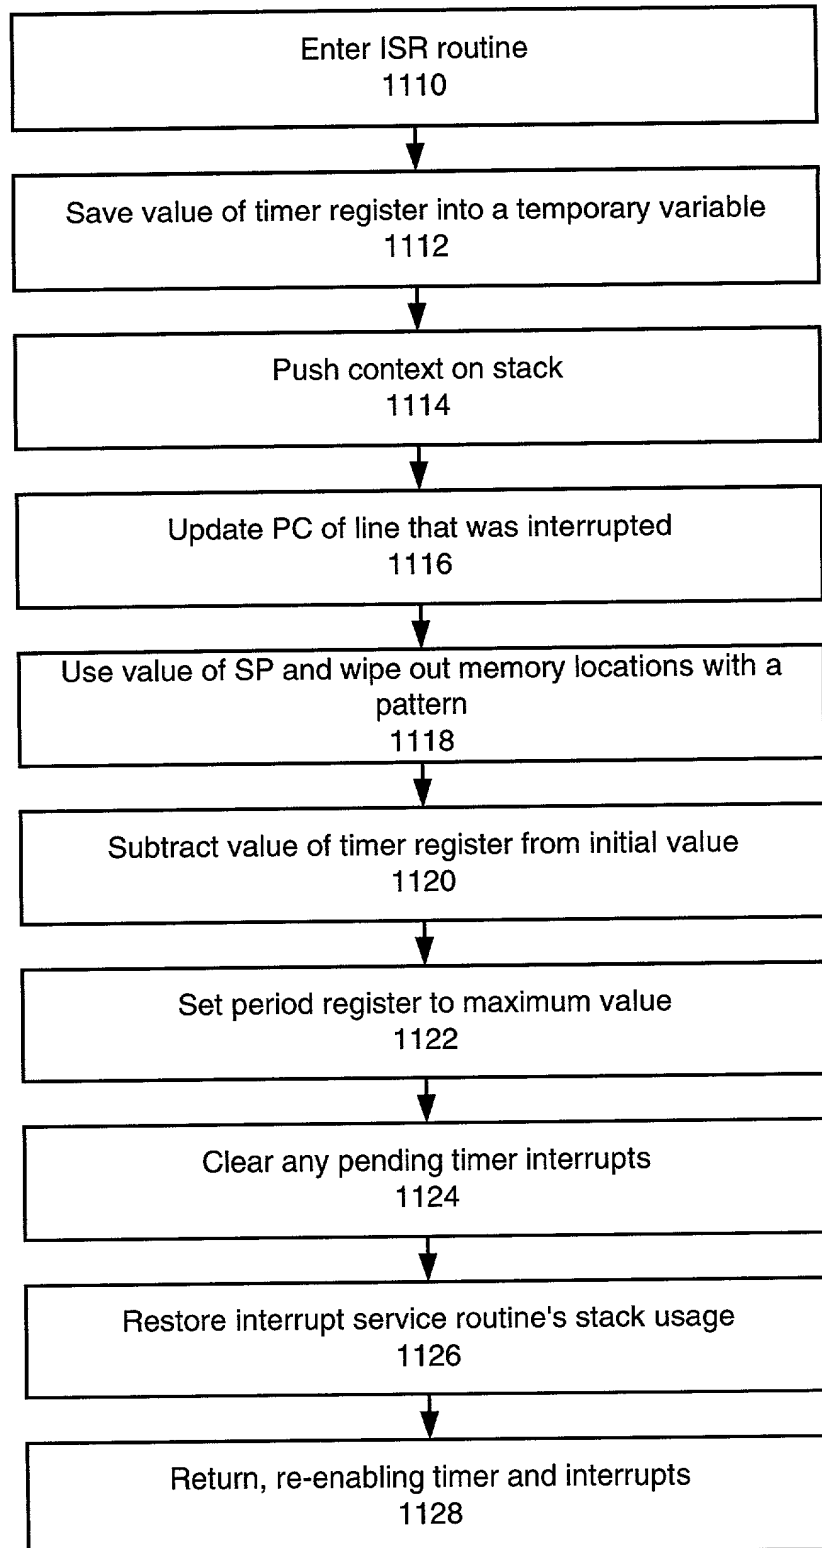 Enter ISR routine
1110
Save value of timer register into a temporary variable
1112
Push context on stack
1114
Update PC of line that was interrupted
1116
Use value of SP and wipe out memory locations with a
pattern
1118
Subtract value of timer register from initial value
1120
Set period register to maximum value
1122
Clear any pending timer interrupts
1124
Restore interrupt service routine's stack usage
1126
Return, re-enabling timer and interrupts
1128